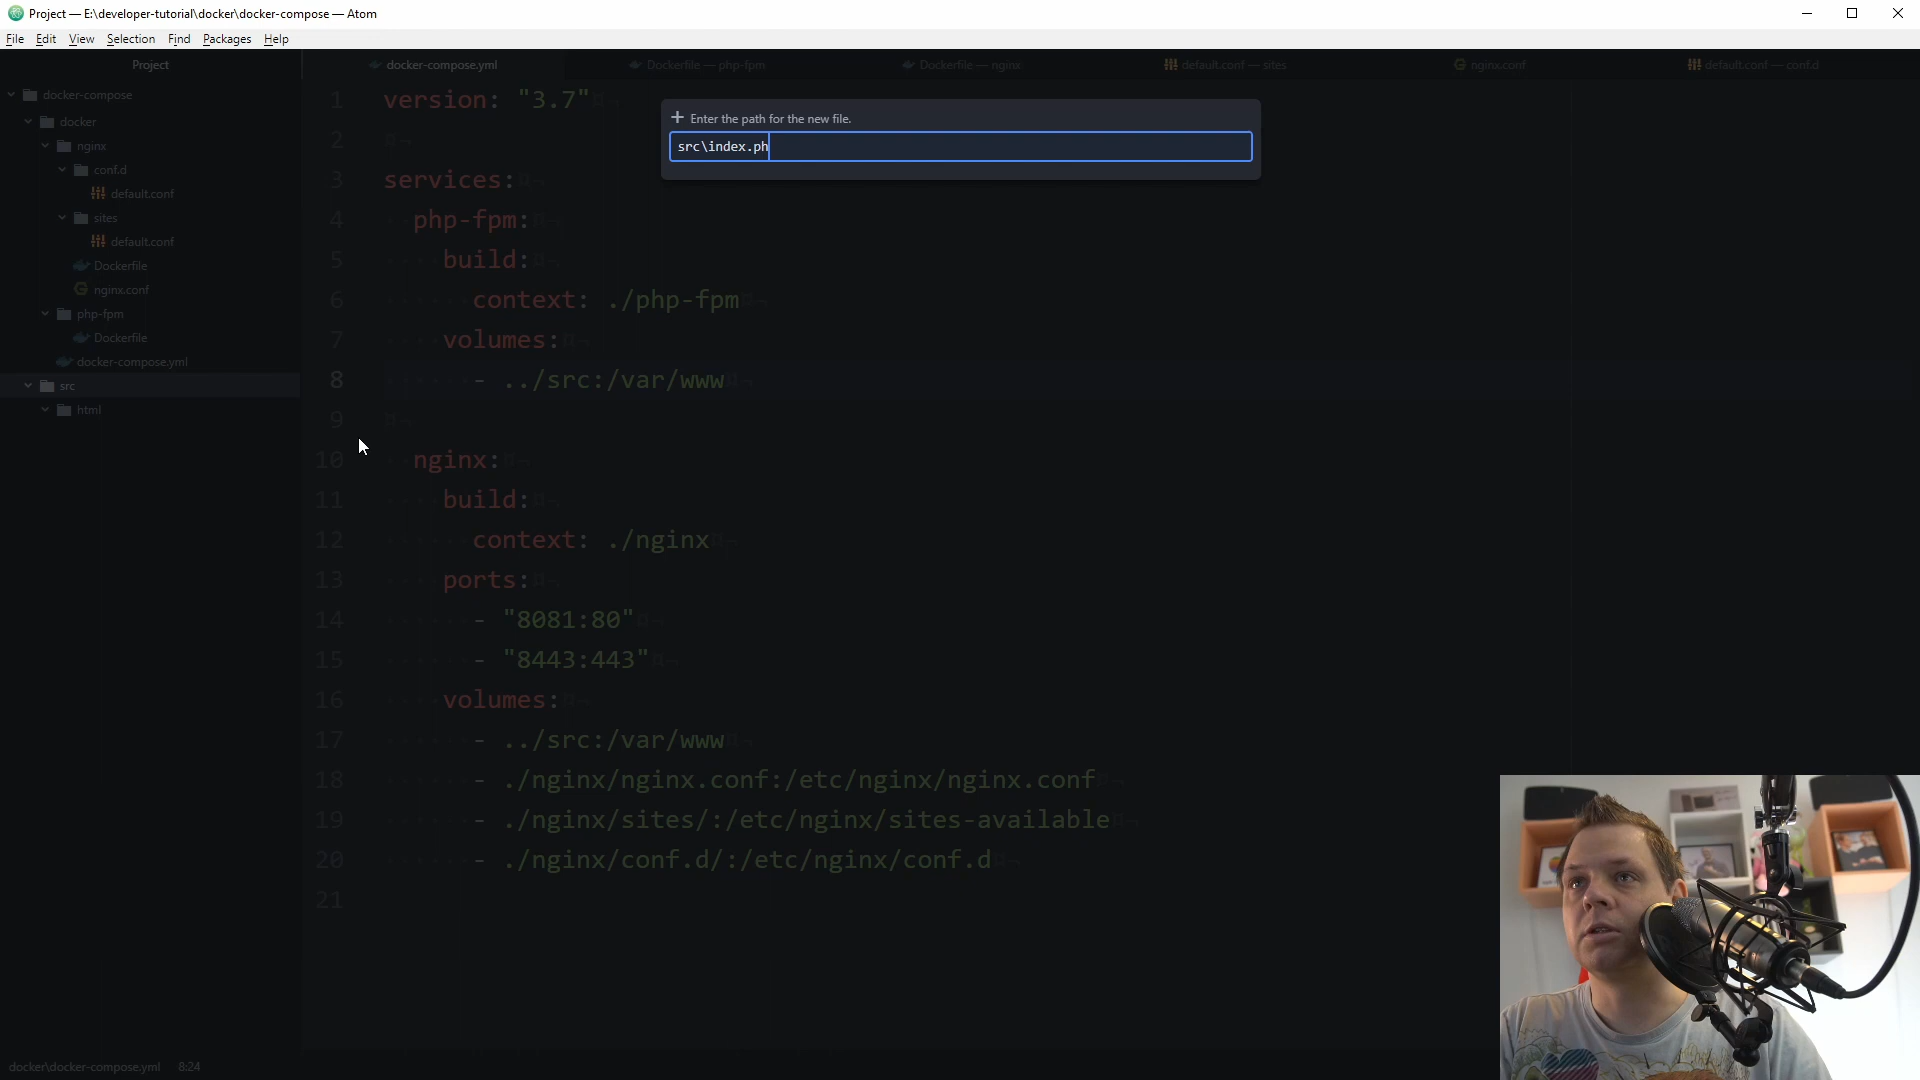 Project — E:\developer-tutorial\docker\docker-compose — Atom
File Edit View Selection Find Packages Help
Project
docker-compose
docker
nginx
conf.d
default.conf
sites
default.conf
Dockerfile
nginx.conf
php-fpm
Dockerfile
docker-compose.yml
src
html
docker-compose.yml
Dockerfile — php-fpm
Dockerfile — nginx
default.conf — sites
nginx.conf
default.conf — conf.d
Enter the path for the new file.
src\index.ph
1 version: "3.7"
2
3 services:
4 php-fpm:
5 build:
6 context: ./php-fpm
7 volumes:
8 - ../src:/var/www
9
10 nginx:
11 build:
12 context: ./nginx
13 ports:
14 - "8081:80"
15 - "8443:443"
16 volumes:
17 - ../src:/var/www
18 - ./nginx/nginx.conf:/etc/nginx/nginx.conf
19 - ./nginx/sites/:/etc/nginx/sites-available
20 - ./nginx/conf.d/:/etc/nginx/conf.d
21
docker\docker-compose.yml 8:24